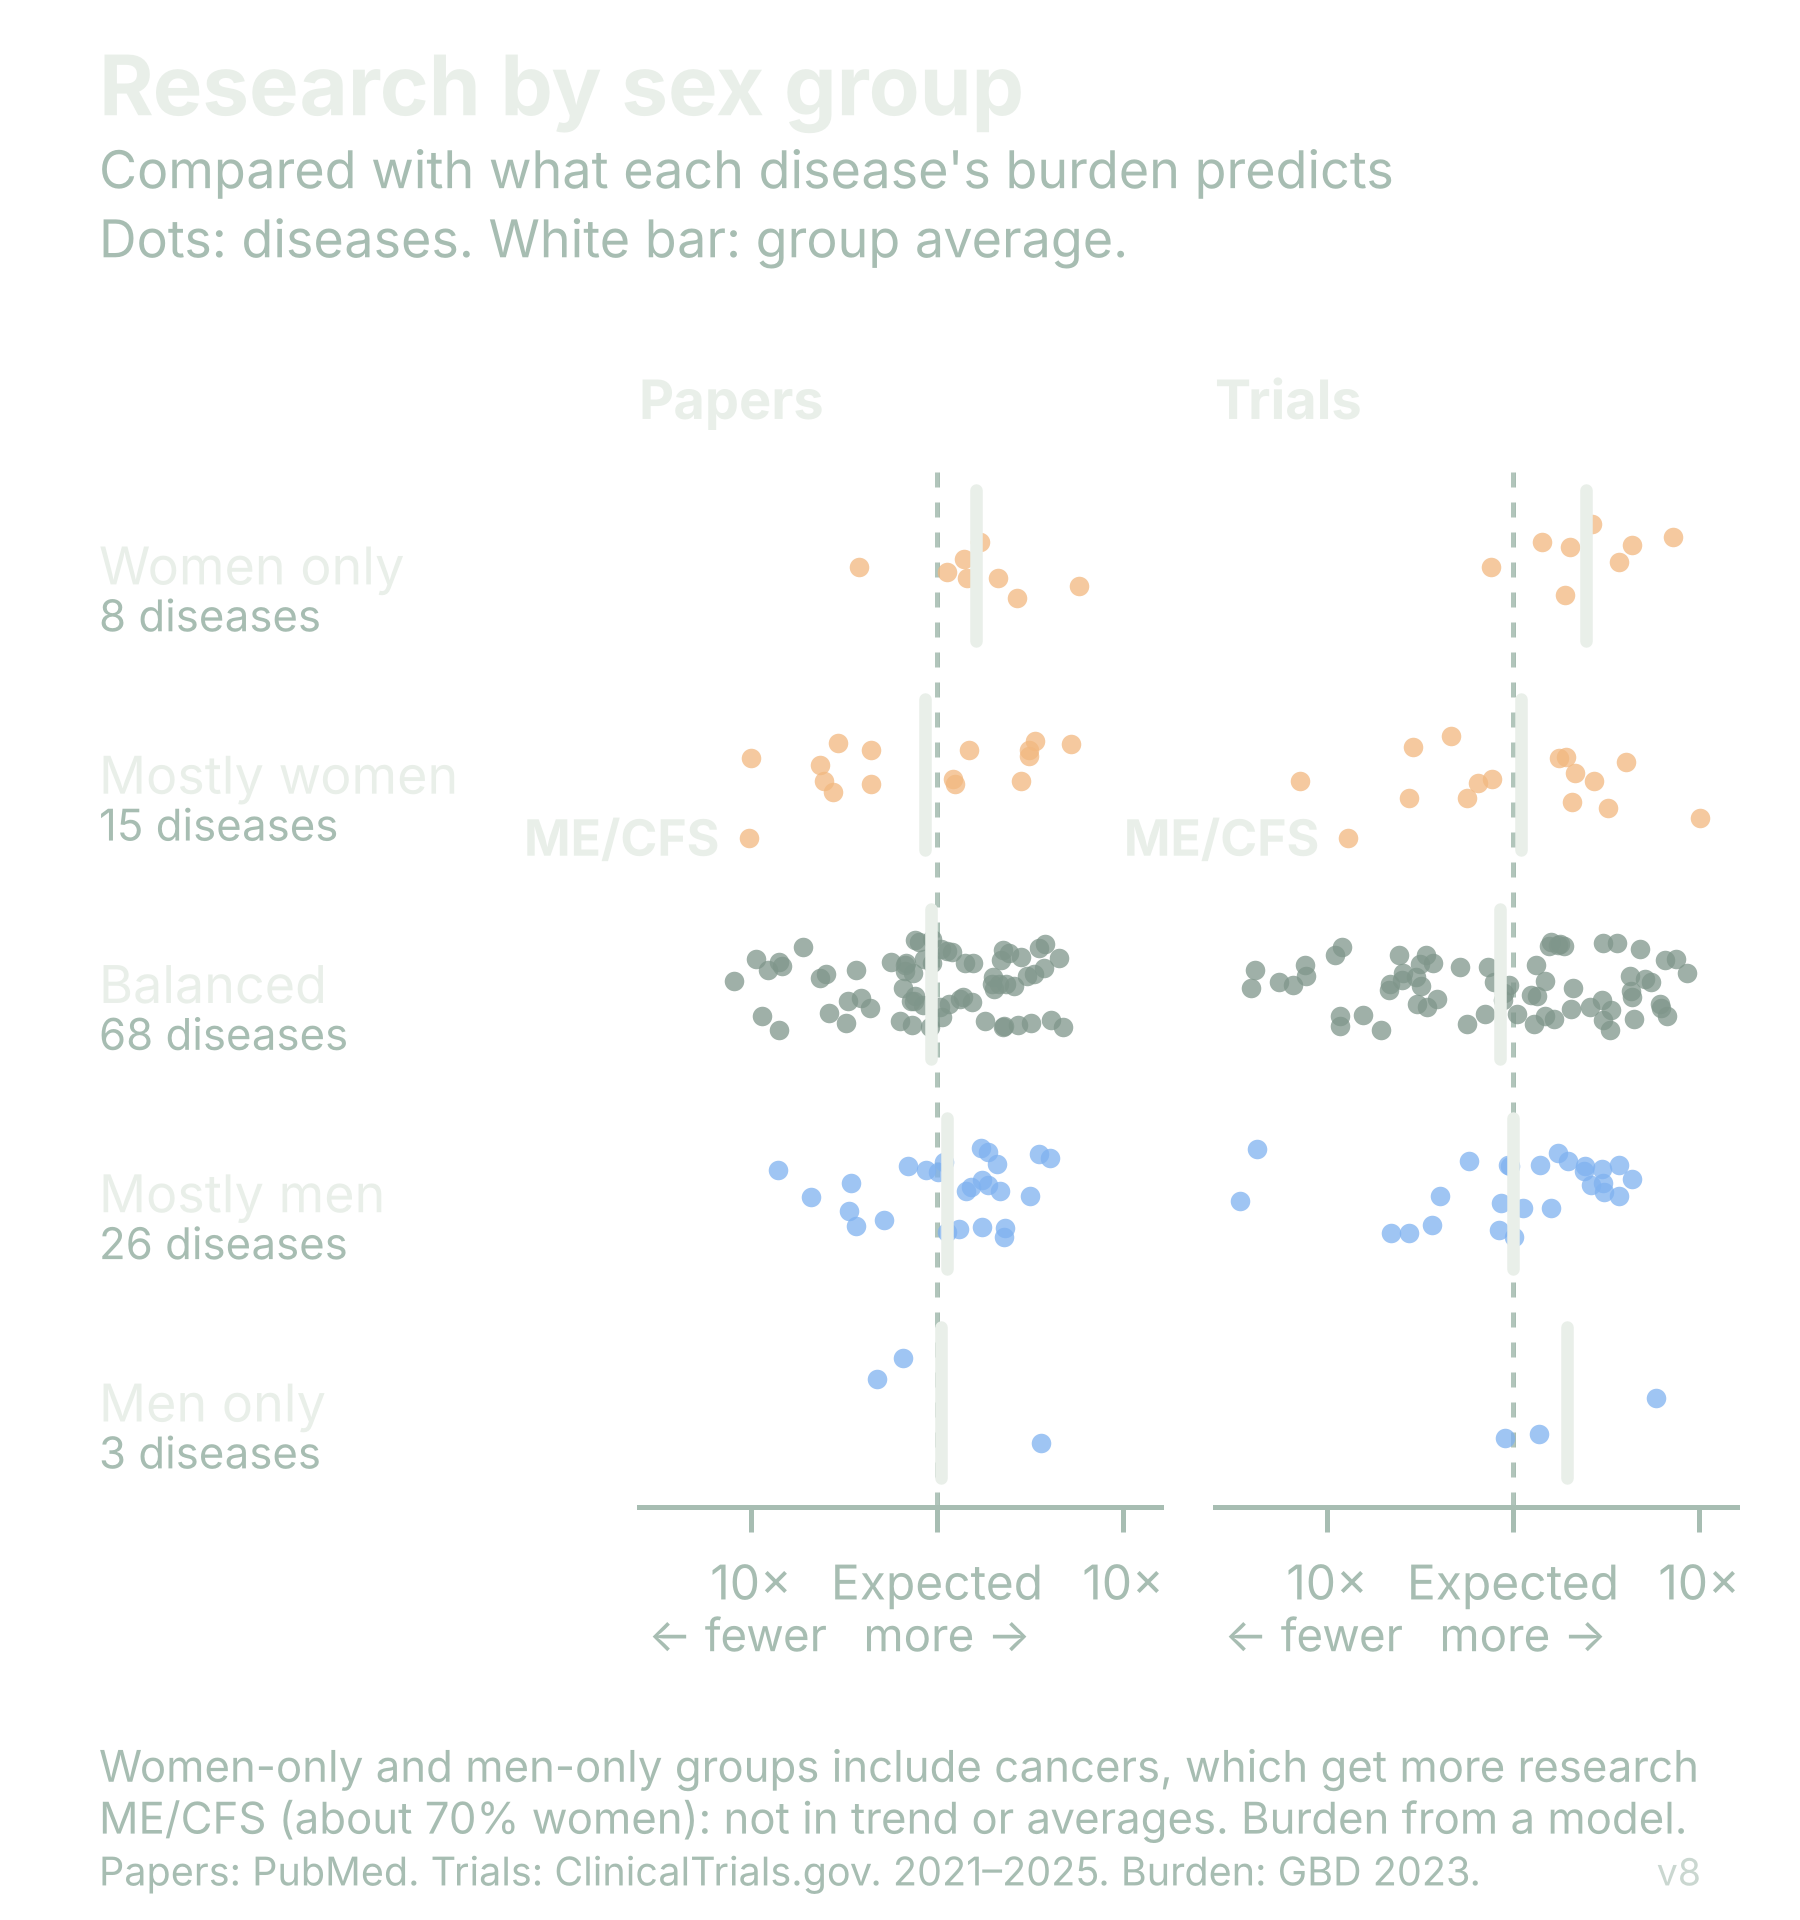 Research by sex group
Compared with what each disease's burden predicts
Dots: diseases. White bar: group average.
Papers
Trials
Women only
8 diseases
Mostly women
15 diseases
ME/CFS
ME/CFS
Balanced
68 diseases
Mostly men
26 diseases
Men only
3 diseases
10× Expected 10×
← fewer more →
10× Expected 10×
← fewer more →
Women-only and men-only groups include cancers, which get more research
ME/CFS (about 70% women): not in trend or averages. Burden from a model.
Papers: PubMed. Trials: ClinicalTrials.gov. 2021–2025. Burden: GBD 2023.
v8